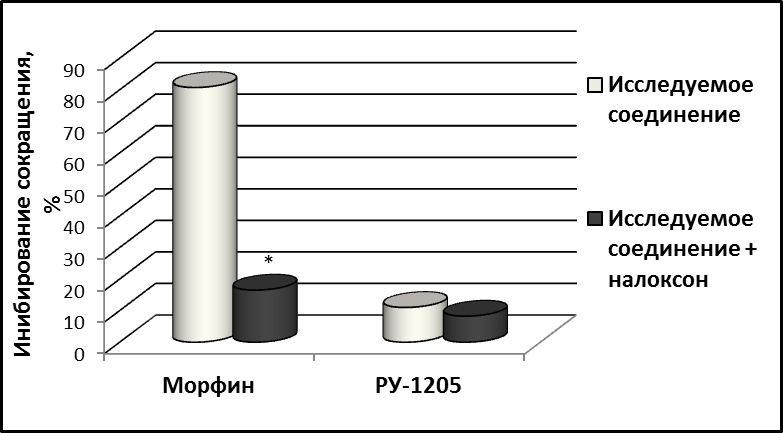 Инибирование сокращения,
%
90
80
70
60
50
40
30
20
10
0
*
Морфин
РУ-1205
Исследуемое
соединение
Исследуемое
соединение +
налоксон